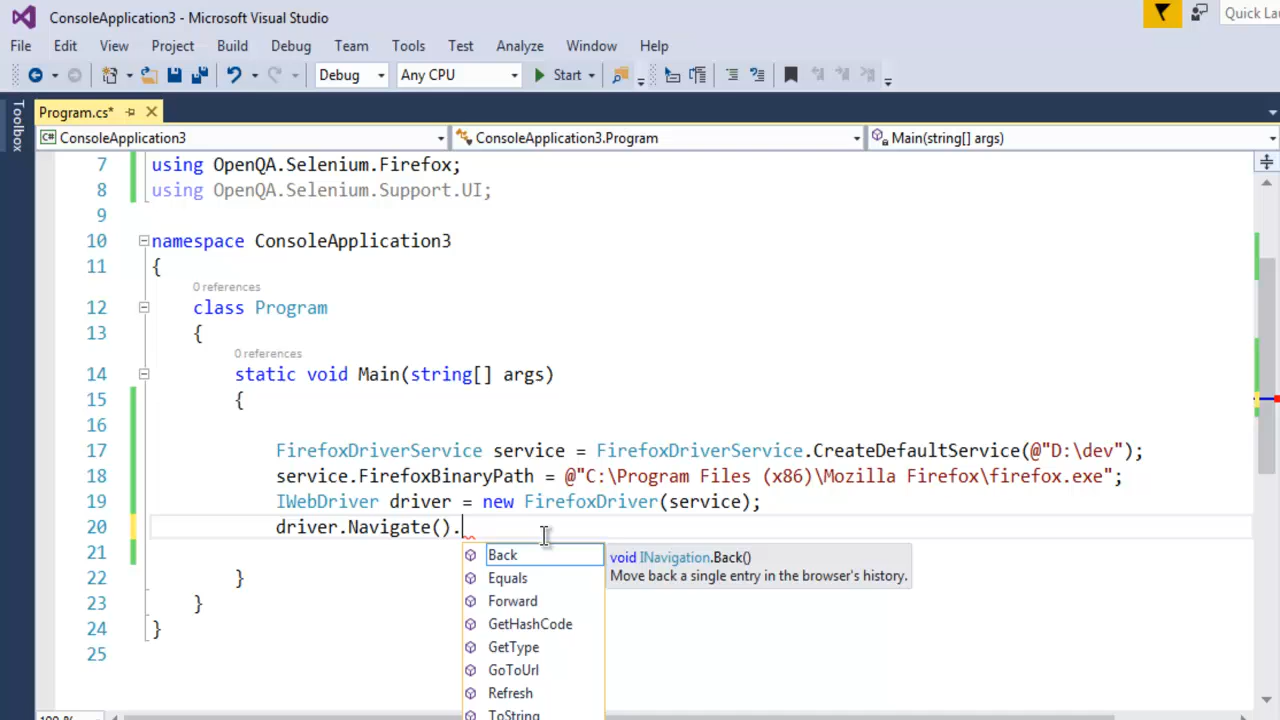 ConsoleApplication3 - Microsoft Visual Studio
Quick La
File Edit View Project Build Debug Team Tools Test Analyze Window Help
Debug Any CPU Start
Toolbox
Program.cs*
C# ConsoleApplication3 ConsoleApplication3.Program Main(string[] args)
7 using OpenQA.Selenium.Firefox;
8 using OpenQA.Selenium.Support.UI;
9
10 namespace ConsoleApplication3
11 {
0 references
12 class Program
13 {
0 references
14 static void Main(string[] args)
15 {
16
17 FirefoxDriverService service = FirefoxDriverService.CreateDefaultService(@"D:\dev");
18 service.FirefoxBinaryPath = @"C:\Program Files (x86)\Mozilla Firefox\firefox.exe";
19 IWebDriver driver = new FirefoxDriver(service);
20 driver.Navigate().
21
22 }
23 }
24 }
25
Back
Equals
Forward
GetHashCode
GetType
GoToUrl
Refresh
ToString
void INavigation.Back()
Move back a single entry in the browser's history.
100 %